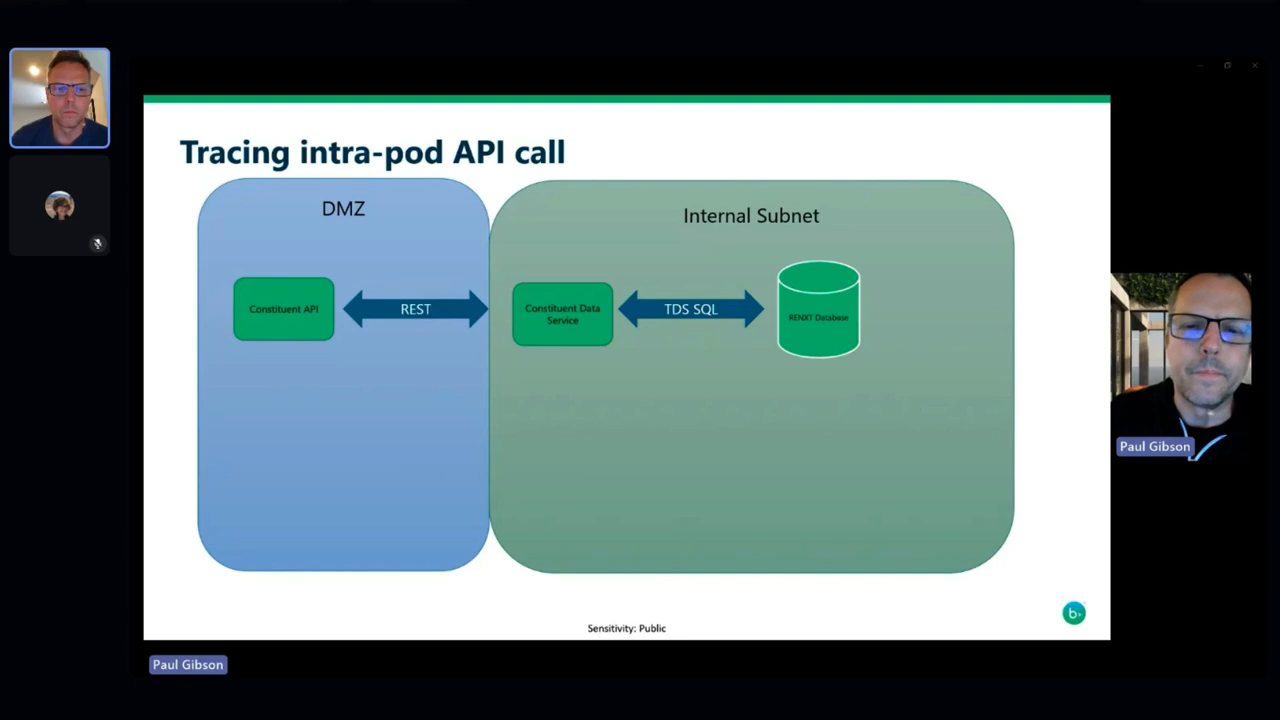 Tracing intra-pod API call
DMZ
Internal Subnet
Constituent API
REST
Constituent Data
Service
TDS SQL
RENXT Database
Paul Gibson
b
Sensitivity: Public
Paul Gibson